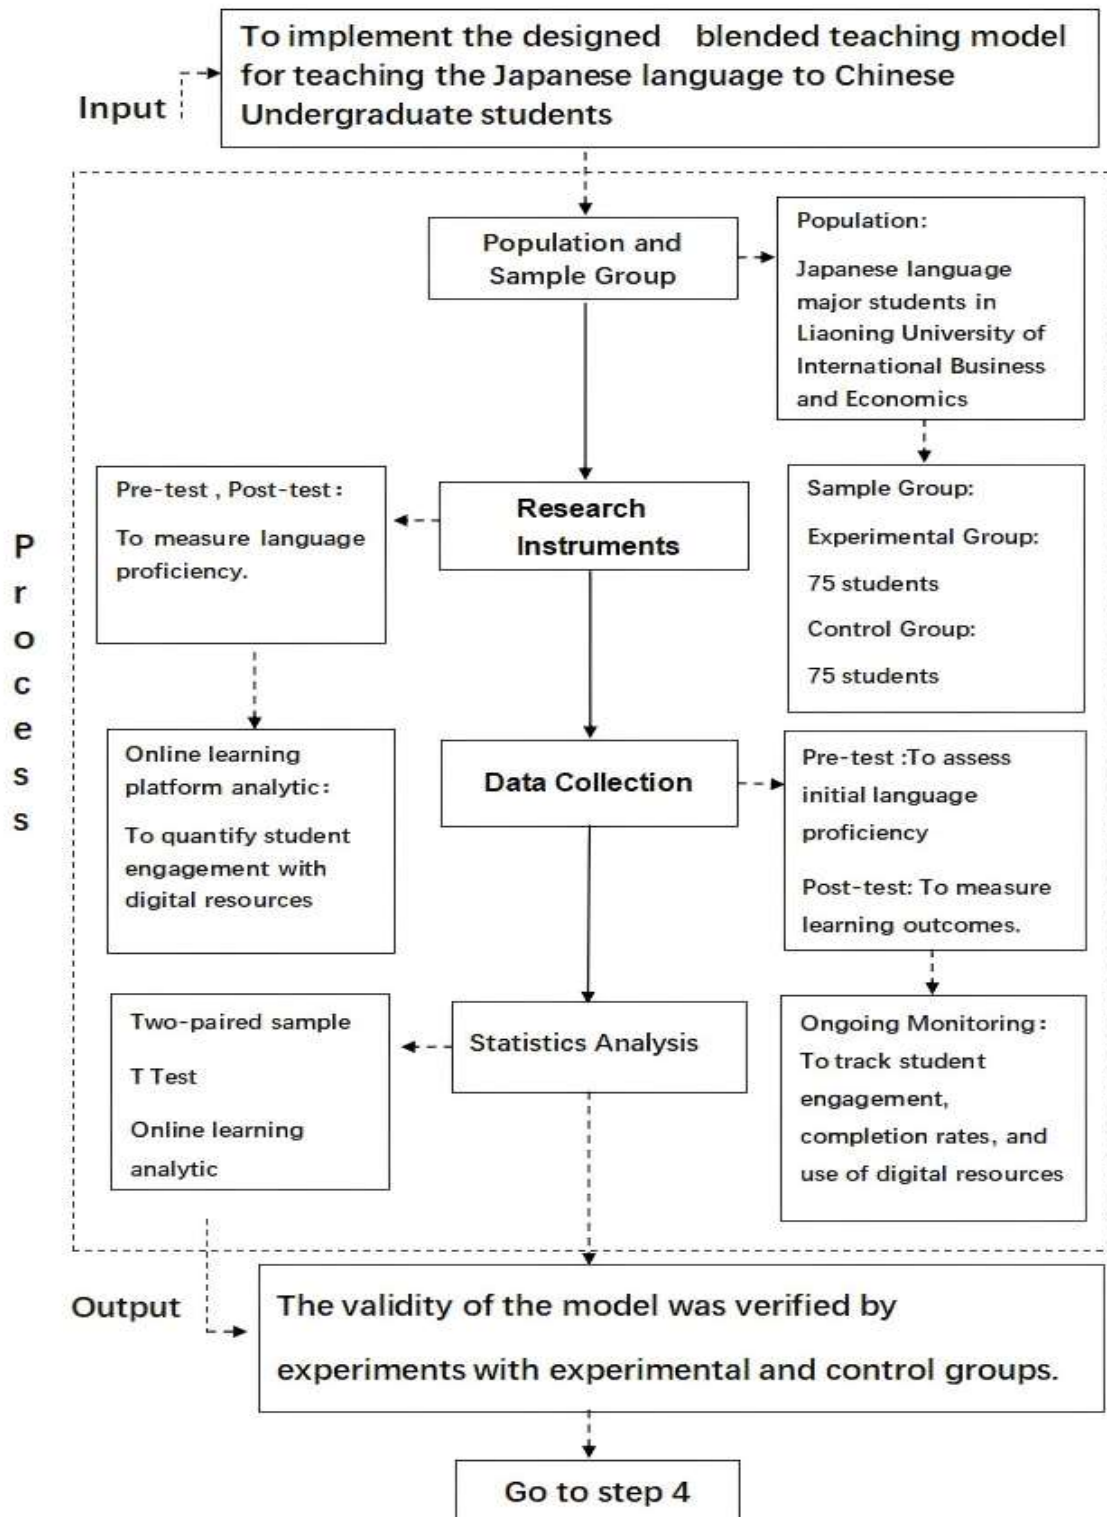 To implement the designed blended teaching model
for teaching the Japanese language to Chinese
Undergraduate students
Input
Population and
Sample Group
Population:
Japanese language
major students in
Liaoning University of
International Business
and Economics
Pre-test , Post-test:
To measure language
proficiency.
Research
Instruments
Sample Group:
Experimental Group:
75 students
Control Group:
75 students
Process
Online learning
platform analytic:
To quantify student
engagement with
digital resources
Data Collection
Pre-test :To assess
initial language
proficiency
Post-test: To measure
learning outcomes.
Two-paired sample
T Test
Online learning
analytic
Statistics Analysis
Ongoing Monitoring:
To track student
engagement,
completion rates, and
use of digital resources
Output
The validity of the model was verified by
experiments with experimental and control groups.
Go to step 4